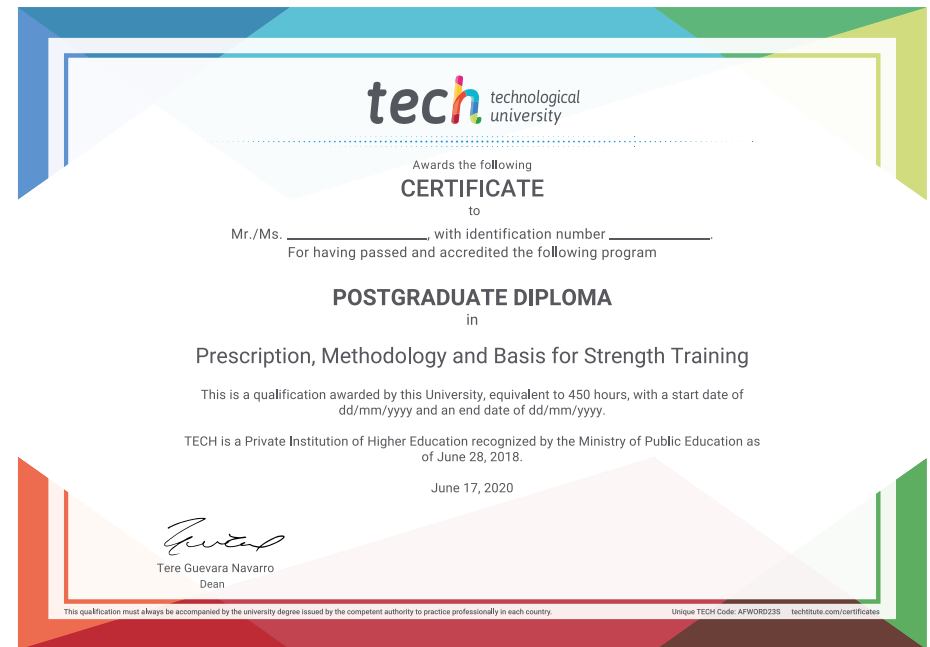 tech technological
university
Awards the following
CERTIFICATE
to
Mr./Ms. ____________________, with identification number ______________.
For having passed and accredited the following program
POSTGRADUATE DIPLOMA
in
Prescription, Methodology and Basis for Strength Training
This is a qualification awarded by this University, equivalent to 450 hours, with a start date of
dd/mm/yyyy and an end date of dd/mm/yyyy.
TECH is a Private Institution of Higher Education recognized by the Ministry of Public Education as
of June 28, 2018.
June 17, 2020
Tere Guevara Navarro
Dean
This qualification must always be accompanied by the university degree issued by the competent authority to practice professionally in each country.
Unique TECH Code: AFWORD23S techtitute.com/certificates